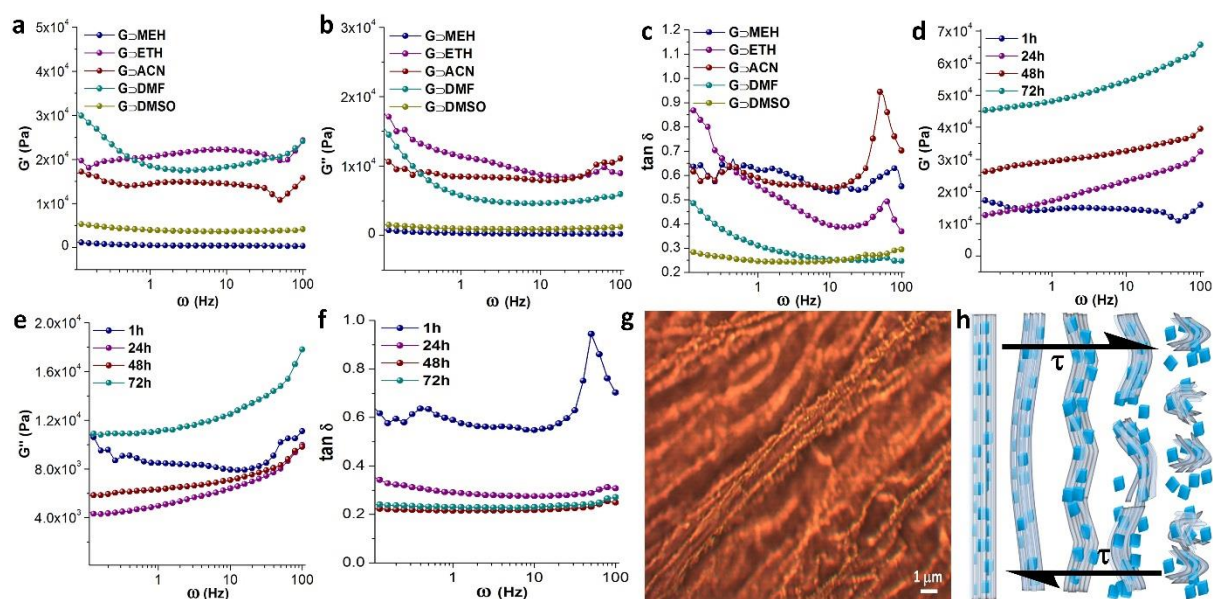 a
5x10⁴
4x10⁴
3x10⁴
2x10⁴
1x10⁴
0
G' (Pa)
G⊃MEH
G⊃ETH
G⊃ACN
G⊃DMF
G⊃DMSO
1 10 100
ω (Hz)
b
3x10⁴
2x10⁴
1x10⁴
0
G'' (Pa)
G⊃MEH
G⊃ETH
G⊃ACN
G⊃DMF
G⊃DMSO
1 10 100
ω (Hz)
c
1.2
1.1
1.0
0.9
0.8
0.7
0.6
0.5
0.4
0.3
0.2
tan δ
G⊃MEH
G⊃ETH
G⊃ACN
G⊃DMF
G⊃DMSO
1 10 100
ω (Hz)
d
7x10⁴
6x10⁴
5x10⁴
4x10⁴
3x10⁴
2x10⁴
1x10⁴
0
G' (Pa)
1h
24h
48h
72h
1 10 100
ω (Hz)
e
2.0x10⁴
1.6x10⁴
1.2x10⁴
8.0x10³
4.0x10³
G'' (Pa)
1h
24h
48h
72h
1 10 100
ω (Hz)
f
1.0
0.8
0.6
0.4
0.2
0.0
tan δ
1h
24h
48h
72h
1 10 100
ω (Hz)
g
1 μm
h
τ
τ